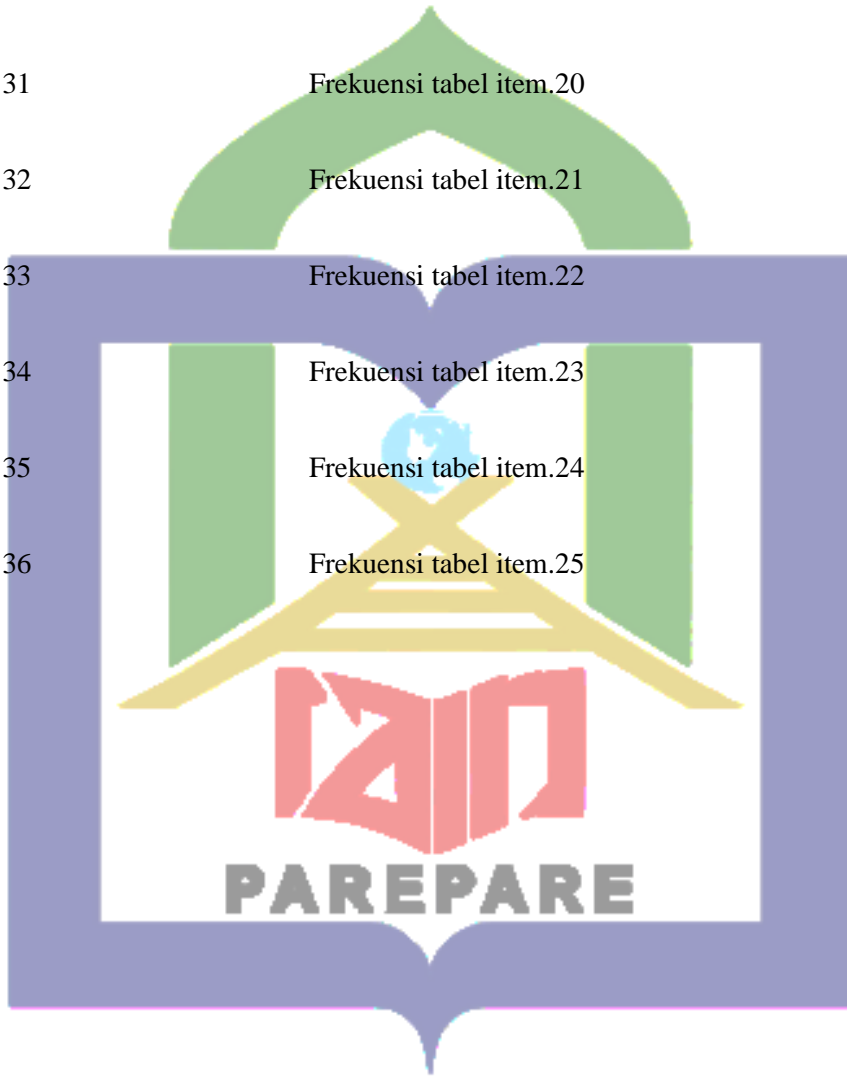 31 Frekuensi tabel item.20
32 Frekuensi tabel item.21
33 Frekuensi tabel item.22
34 Frekuensi tabel item.23
35 Frekuensi tabel item.24
36 Frekuensi tabel item.25
iain
PAREPARE